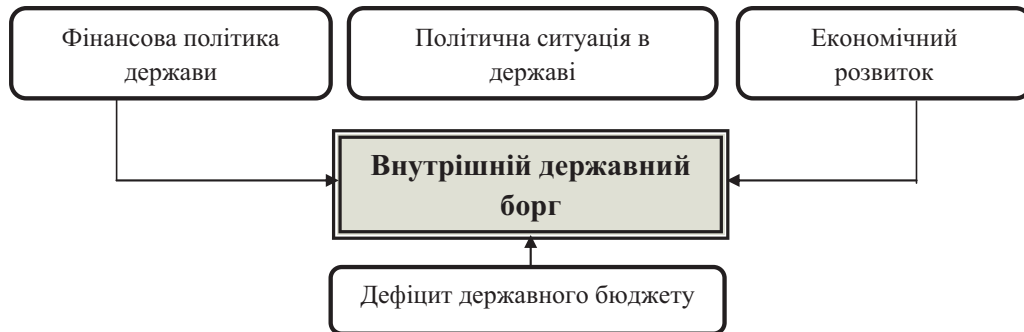 Фінансова політика
держави
Політична ситуація в
державі
Економічний
розвиток
Внутрішній державний
борг
Дефіцит державного бюджету